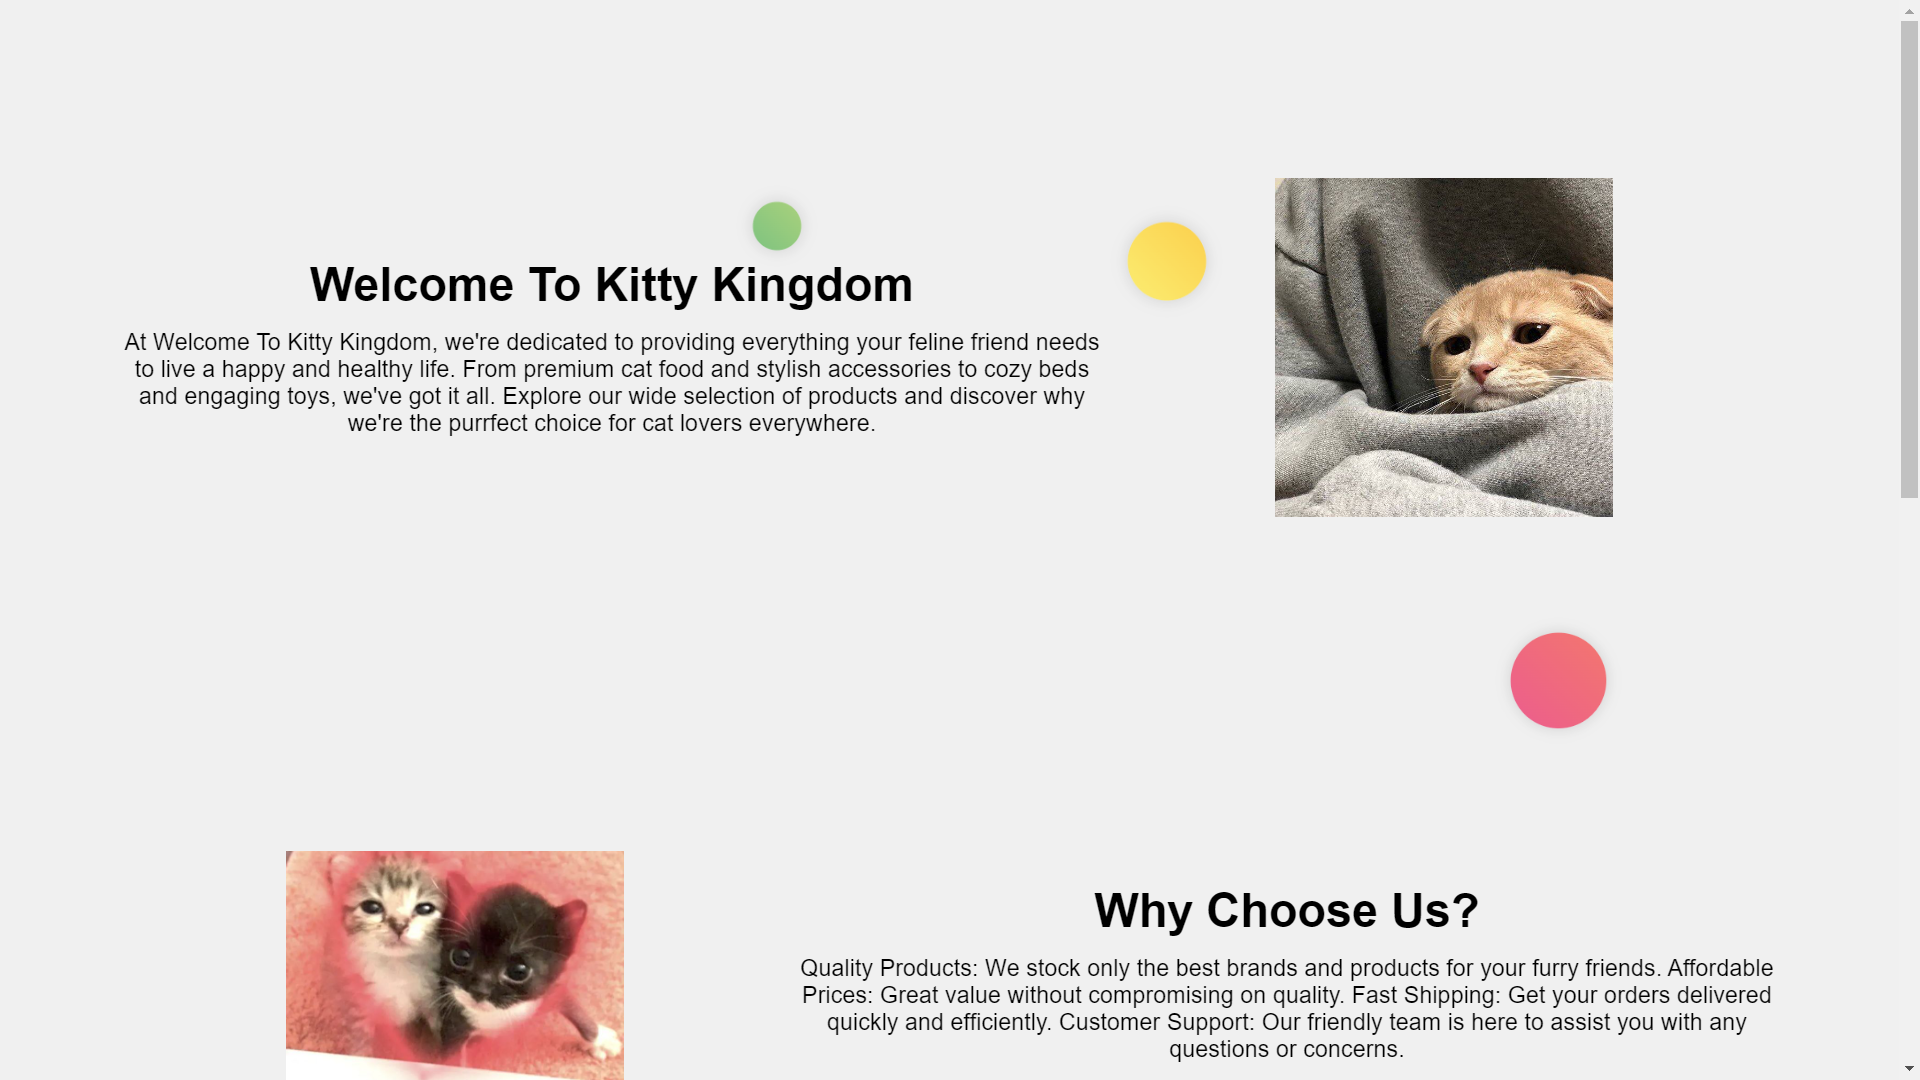 Welcome To Kitty Kingdom
At Welcome To Kitty Kingdom, we're dedicated to providing everything your feline friend needs
to live a happy and healthy life. From premium cat food and stylish accessories to cozy beds
and engaging toys, we've got it all. Explore our wide selection of products and discover why
we're the purrfect choice for cat lovers everywhere.
Why Choose Us?
Quality Products: We stock only the best brands and products for your furry friends. Affordable
Prices: Great value without compromising on quality. Fast Shipping: Get your orders delivered
quickly and efficiently. Customer Support: Our friendly team is here to assist you with any
questions or concerns.